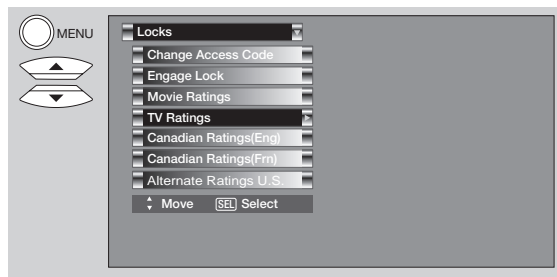 MENU
Locks
Change Access Code
Engage Lock
Movie Ratings
TV Ratings
Canadian Ratings(Eng)
Canadian Ratings(Frn)
Alternate Ratings U.S.
Move SEL Select